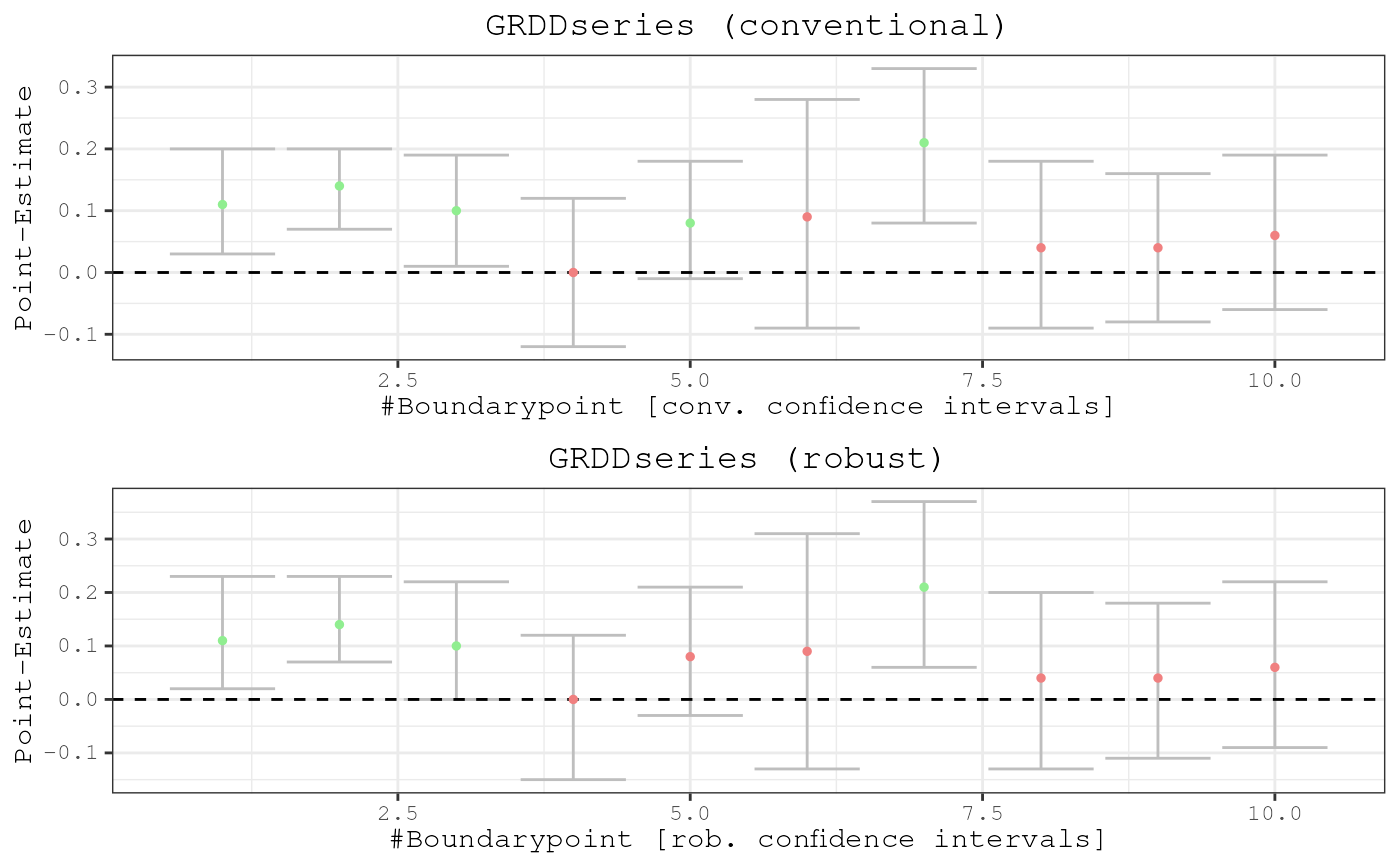 GRDDseries (conventional)
Point-Estimate
0.3
0.2
0.1
0.0
-0.1
2.5 5.0 7.5 10.0
#Boundarypoint [conv. confidence intervals]
GRDDseries (robust)
Point-Estimate
0.3
0.2
0.1
0.0
-0.1
2.5 5.0 7.5 10.0
#Boundarypoint [rob. confidence intervals]